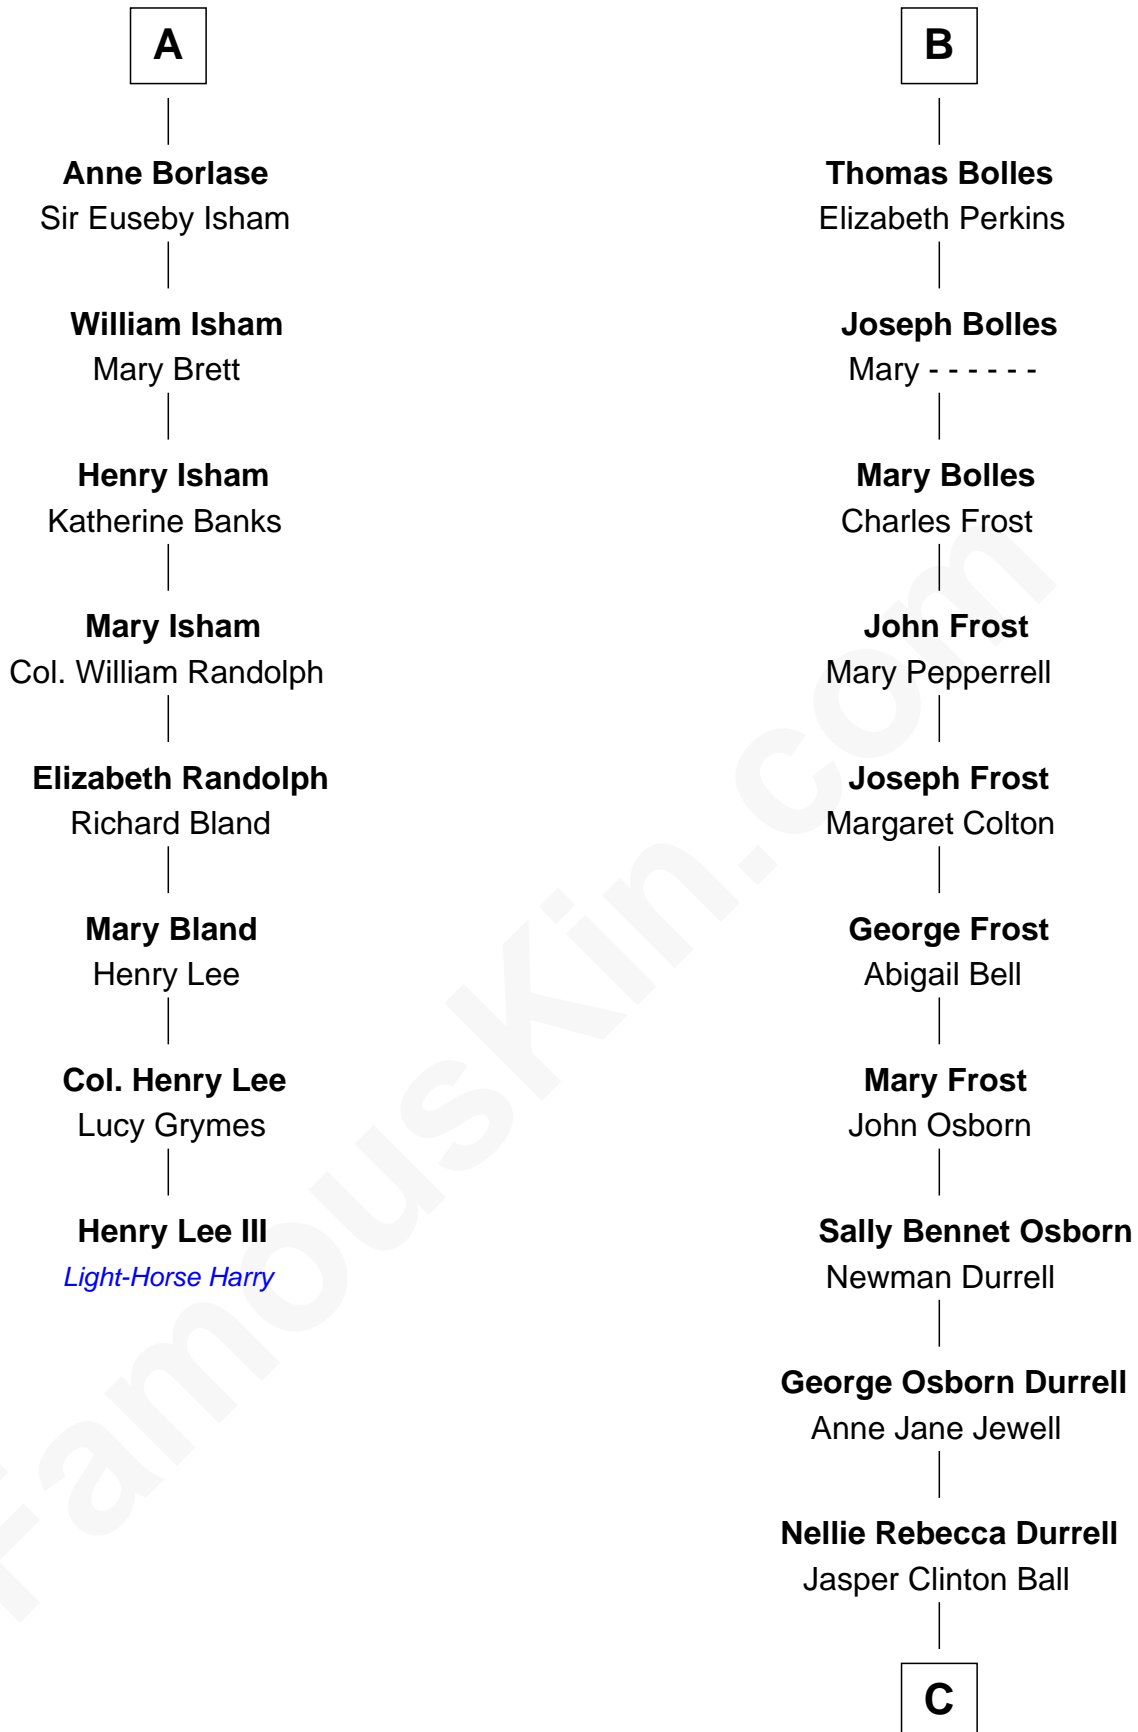 A
Anne Borlase
Sir Euseby Isham
William Isham
Mary Brett
Henry Isham
Katherine Banks
Mary Isham
Col. William Randolph
Elizabeth Randolph
Richard Bland
Mary Bland
Henry Lee
Col. Henry Lee
Lucy Grymes
Henry Lee III
Light-Horse Harry
B
Thomas Bolles
Elizabeth Perkins
Joseph Bolles
Mary - - - - - -
Mary Bolles
Charles Frost
John Frost
Mary Pepperrell
Joseph Frost
Margaret Colton
George Frost
Abigail Bell
Mary Frost
John Osborn
Sally Bennet Osborn
Newman Durrell
George Osborn Durrell
Anne Jane Jewell
Nellie Rebecca Durrell
Jasper Clinton Ball
C
FamousKin.com